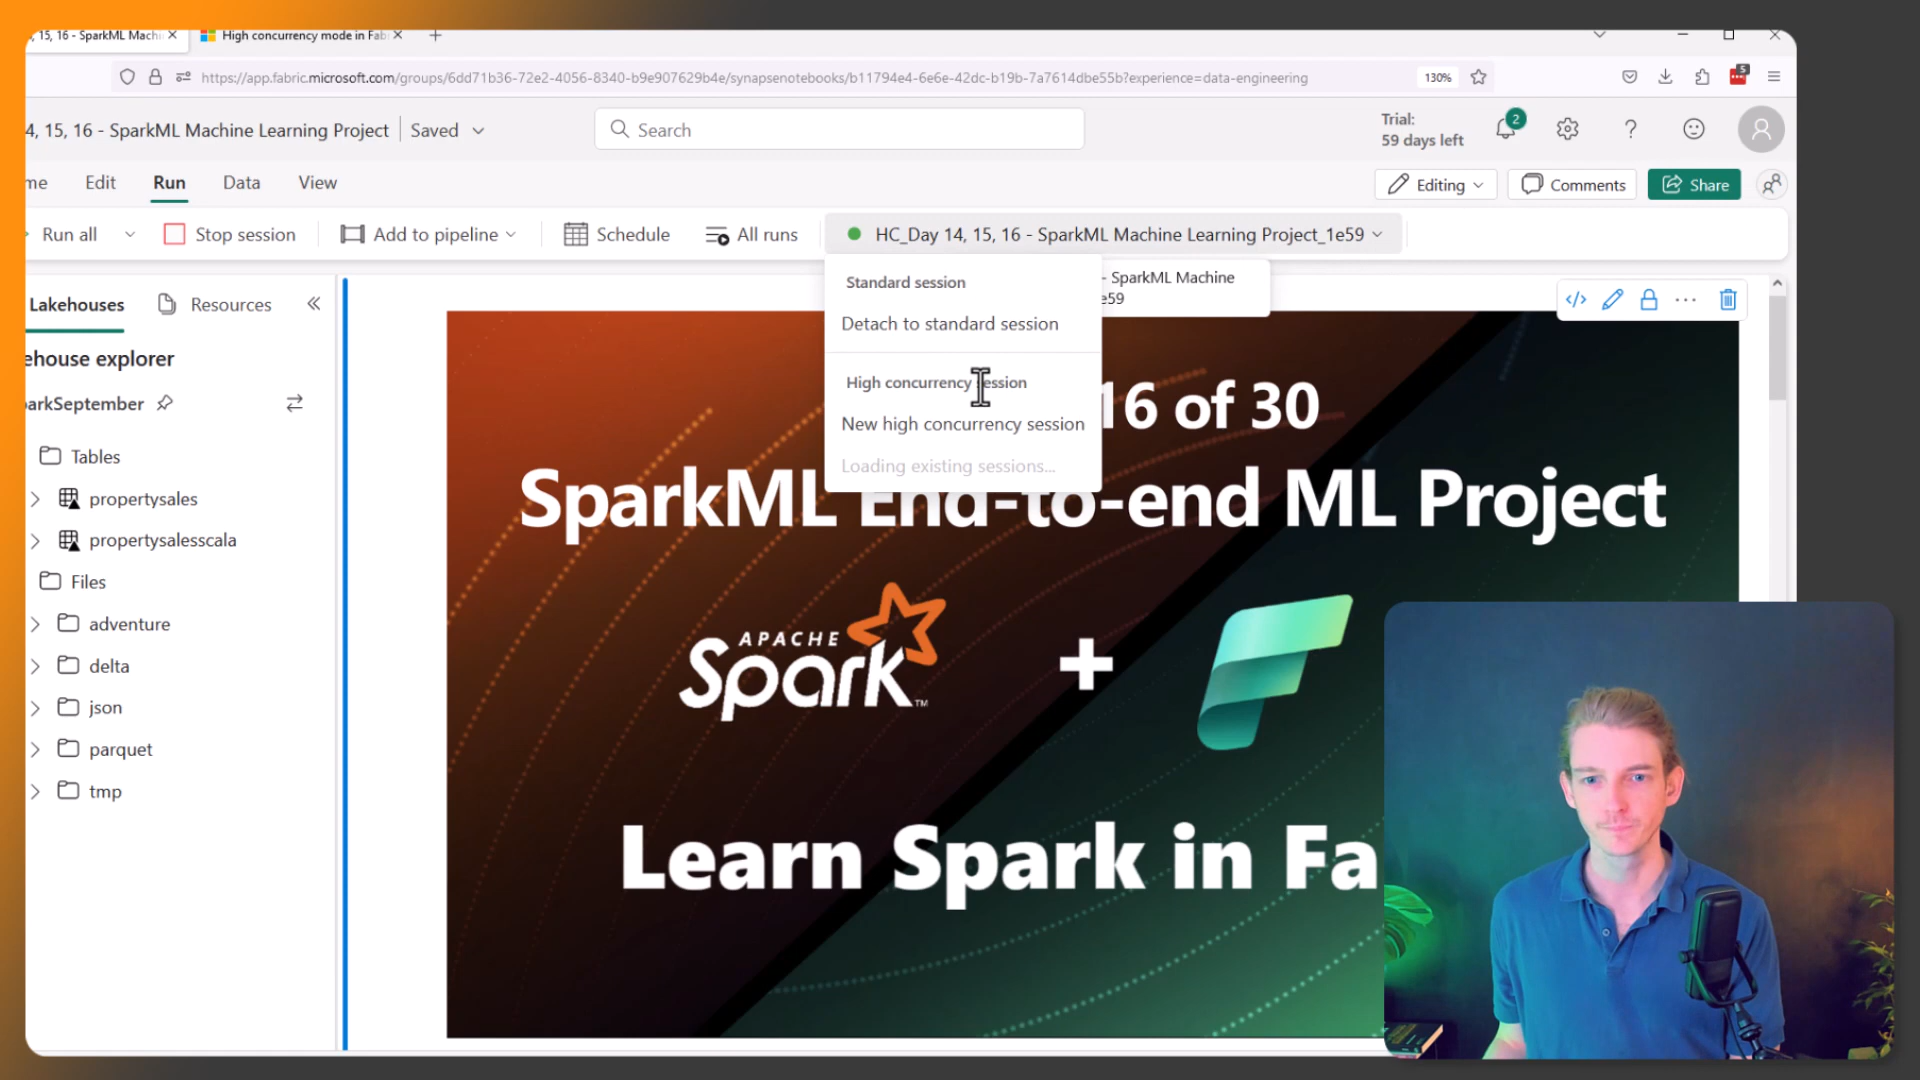 , 15, 16 - SparkML Machi
High concurrency mode in Fab
https://app.fabric.microsoft.com/groups/6dd71b36-72e2-4056-8340-b9e907629b4e/synapsenotebooks/b11794e4-6e6e-42dc-b19b-7a7614dbe55b?experience=data-engineering
130%
5
4, 15, 16 - SparkML Machine Learning Project
Saved
Search
Trial:
59 days left
2
me
Edit
Run
Data
View
Editing
Comments
Share
Run all
Stop session
Add to pipeline
Schedule
All runs
HC_Day 14, 15, 16 - SparkML Machine Learning Project_1e59
Standard session
Detach to standard session
High concurrency session
New high concurrency session
Loading existing sessions...
- SparkML Machine
e59
Lakehouses
Resources
ehouse explorer
arkSeptember
Tables
propertysales
propertysalesscala
Files
adventure
delta
json
parquet
tmp
16 of 30
SparkML End-to-end ML Project
APACHE
Spark
TM
+
Learn Spark in Fa